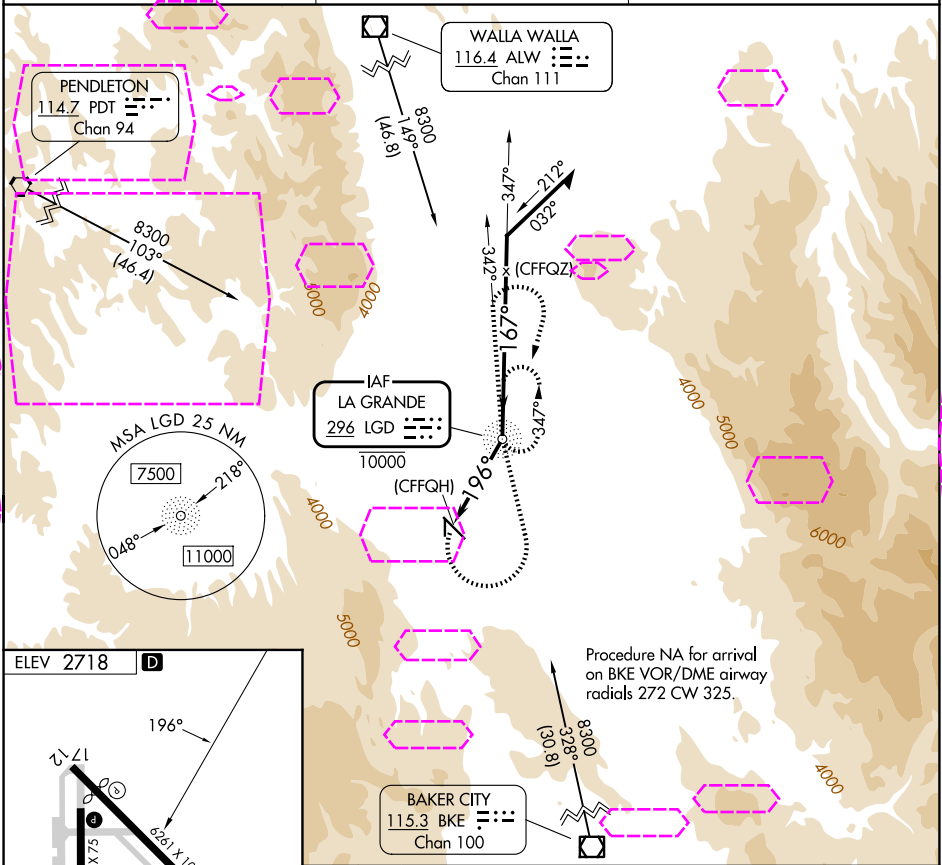 WALLA WALLA
116.4 ALW
Chan 111
PENDLETON
114.7 PDT
Chan 94
8300
149°
(46.8)
8300
103°
(46.4)
347°
212°
032°
342°
(CFFQZ)
167°
347°
5000
4000
IAF
LA GRANDE
296 LGD
10000
196°
(CFFQH)
MSA LGD 25 NM
7500
218°
048°
11000
4000
5000
4000
5000
6000
4000
Procedure NA for arrival
on BKE VOR/DME airway
radials 272 CW 325.
8300
328°
(30.8)
BAKER CITY
115.3 BKE
Chan 100
ELEV 2718 D
196°
17
12
P
P
X 75